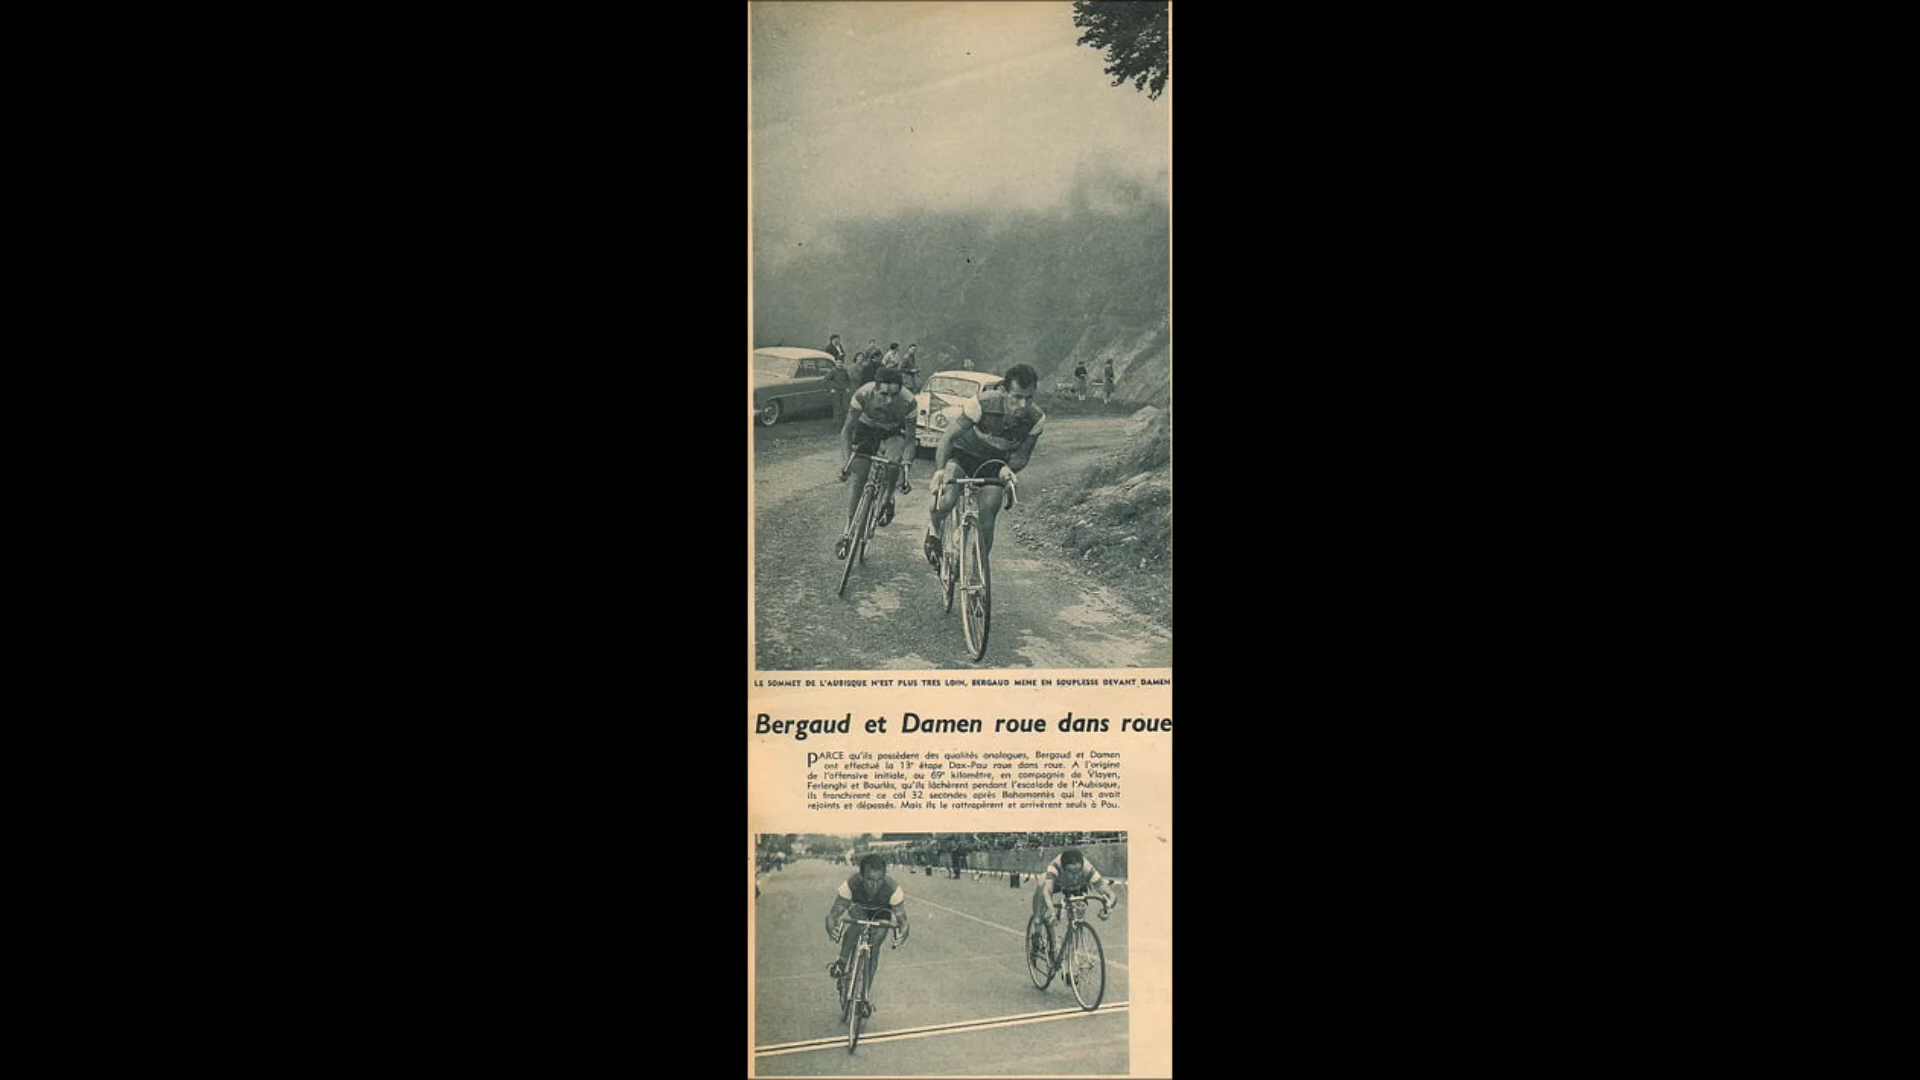 LE SOMMET DE L'AUBISQUE N'EST PLUS TRES LOIN, BERGAUD MENE EN SOUPLESSE DEVANT DAMEN
Bergaud et Damen roue dans roue
PARCE qu'ils possèdent des qualités analogues, Bergaud et Damen
ont effectué la 13e étape Dax-Pau roue dans roue. A l'origine
de l'offensive initiale, au 69e kilomètre, en compagnie de Vlayen,
Ferlenghi et Bourlès, qu'ils lâchèrent pendant l'escalade de l'Aubisque,
ils franchirent ce col 32 secondes après Bahamontès qui les avait
rejoints et dépassés. Mais ils le rattrapèrent et arrivèrent seuls à Pau.